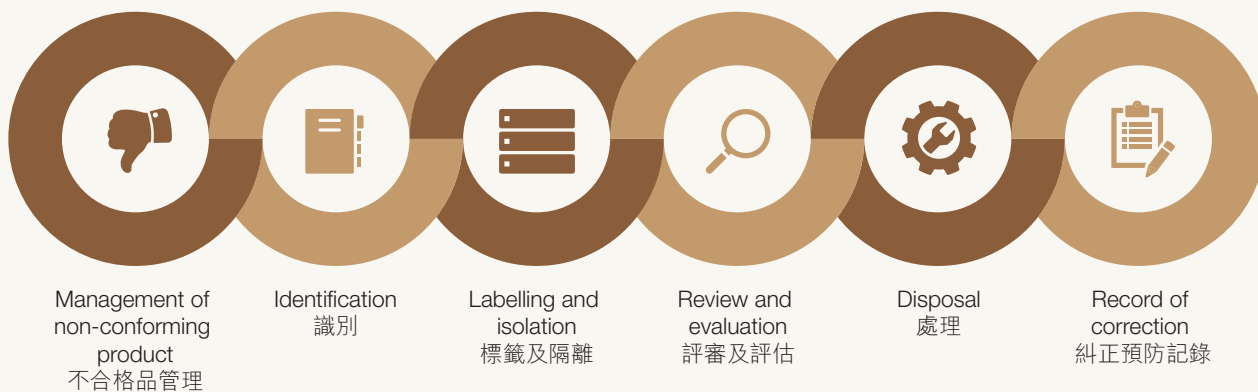 Management of
non-conforming
product
不合格品管理
Identification
識別
Labelling and
isolation
標籤及隔離
Review and
evaluation
評審及評估
Disposal
處理
Record of
correction
糾正預防記錄